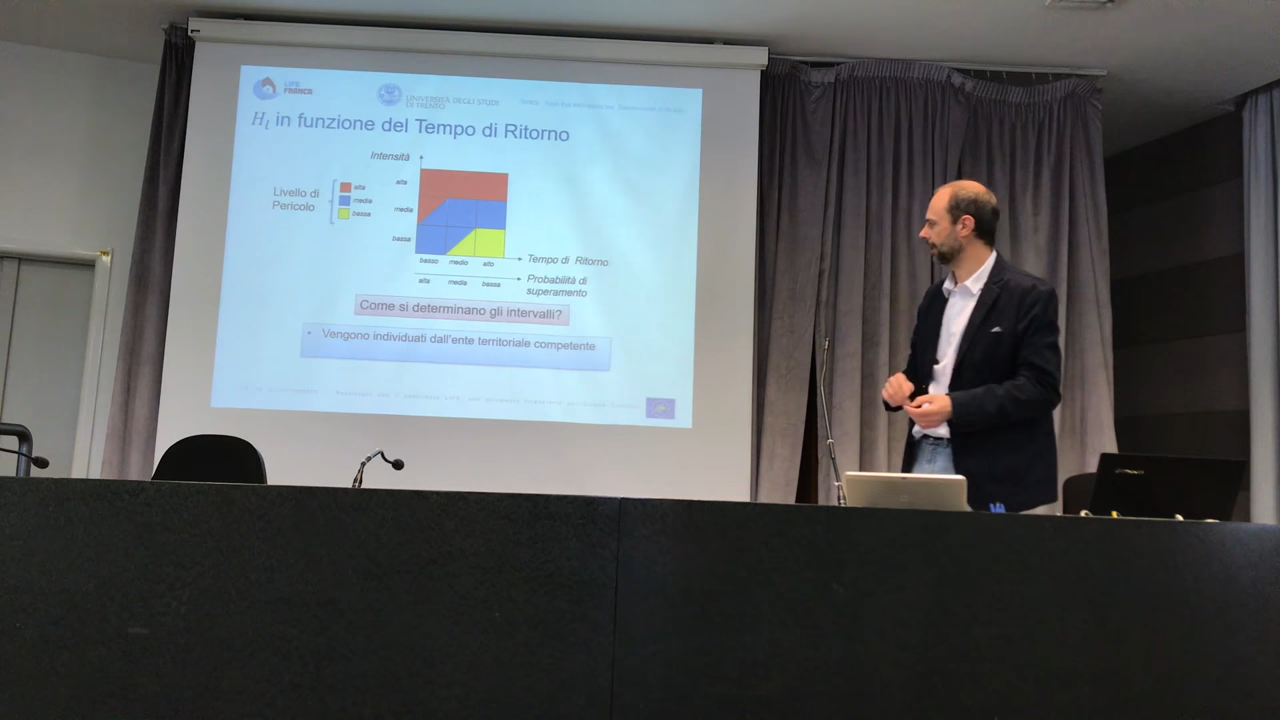 LIFE
FRANCA
UNIVERSITÀ DEGLI STUDI
DI TRENTO
H_l in funzione del Tempo di Ritorno
Intensità
Livello di
Pericolo
alta
media
bassa
alta
media
bassa
basso medio alto
Tempo di Ritorno
alta media bassa
Probabilità di
superamento
Come si determinano gli intervalli?
- Vengono individuati dall'ente territoriale competente